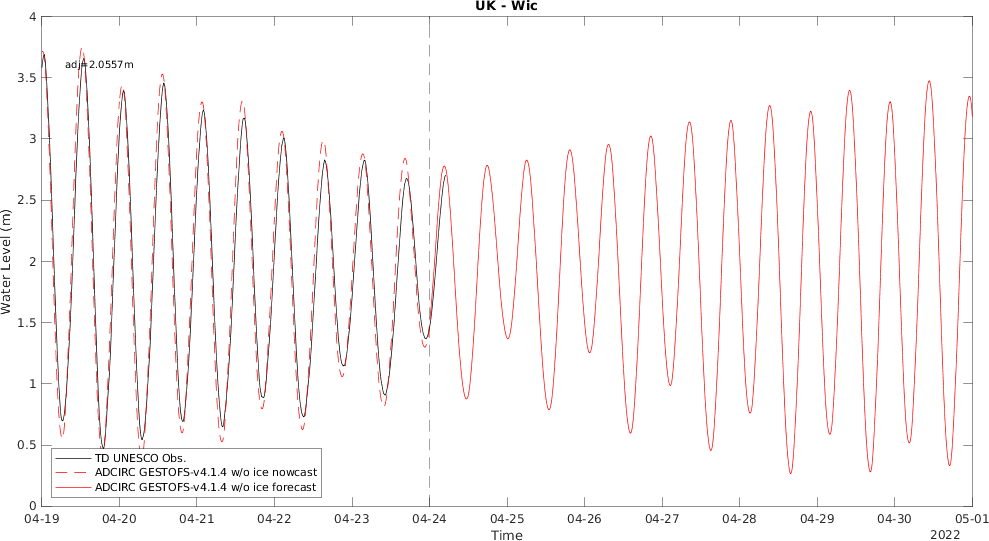 UK - Wic
4
adj=2.0557m
3.5
3
2.5
2
1.5
1
0.5
0
Water Level (m)
TD UNESCO Obs.
ADCIRC GESTOFS-v4.1.4 w/o ice nowcast
ADCIRC GESTOFS-v4.1.4 w/o ice forecast
04-19 04-20 04-21 04-22 04-23 04-24 04-25 04-26 04-27 04-28 04-29 04-30 05-01
Time
2022